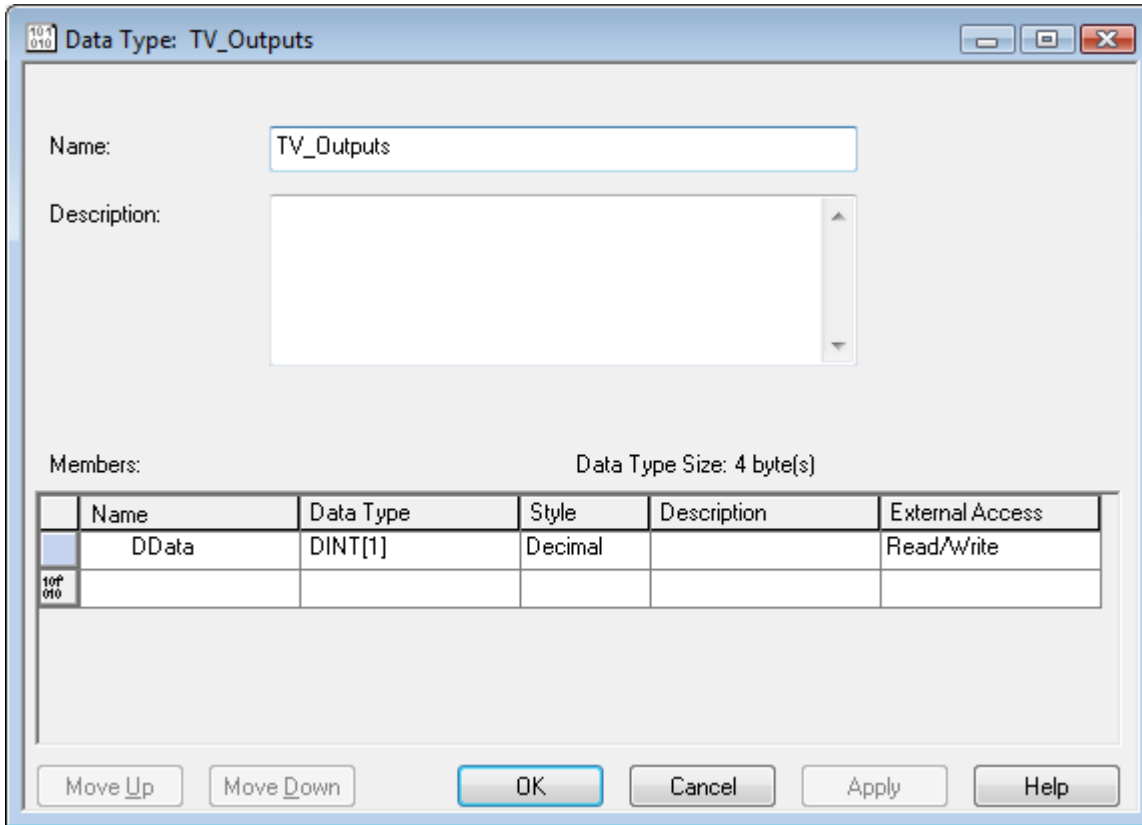 Data Type: TV_Outputs
Name: TV_Outputs
Description:
Members: Data Type Size: 4 byte(s)
Name Data Type Style Description External Access
DData DINT[1] Decimal Read/Write
Move Up Move Down OK Cancel Apply Help